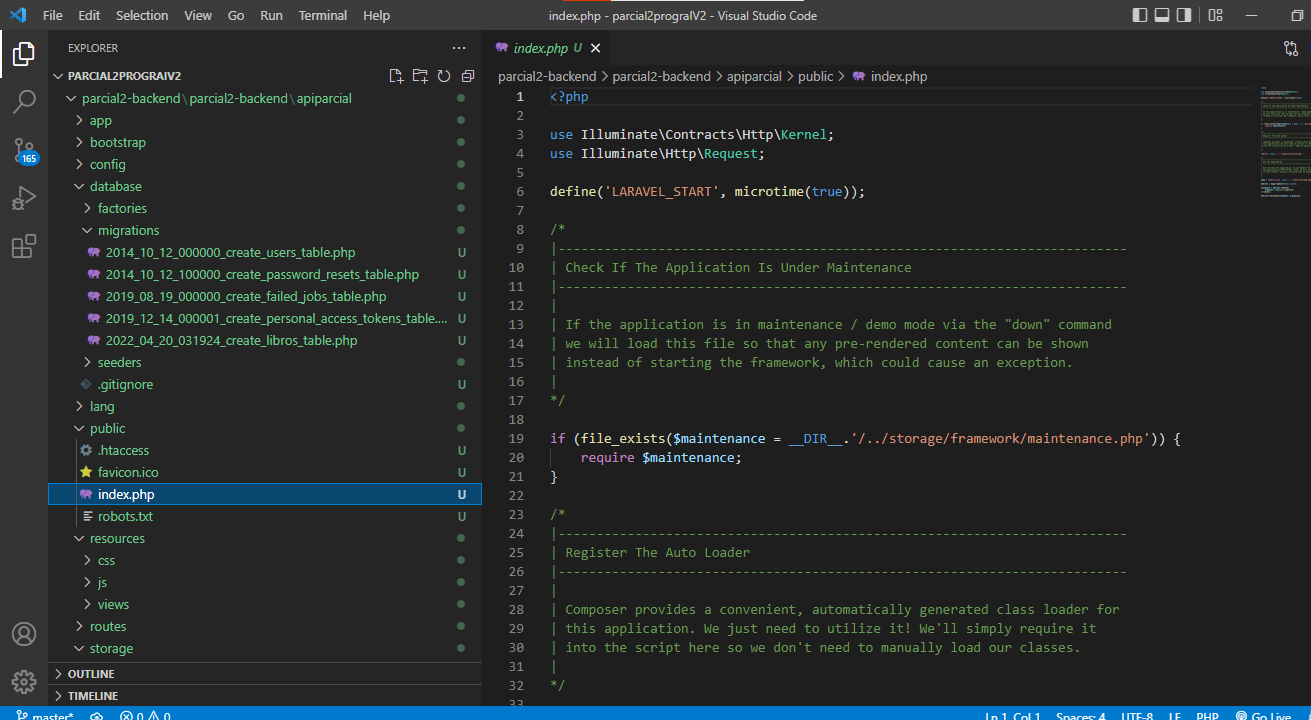 File Edit Selection View Go Run Terminal Help index.php - parcial2prograIV2 - Visual Studio Code
EXPLORER
PARCIAL2PROGRAIV2
parcial2-backend\parcial2-backend\apiparcial
app
bootstrap
config
database
factories
migrations
2014_10_12_000000_create_users_table.php U
2014_10_12_100000_create_password_resets_table.php U
2019_08_19_000000_create_failed_jobs_table.php U
2019_12_14_000001_create_personal_access_tokens_table.... U
2022_04_20_031924_create_libros_table.php U
seeders
.gitignore U
lang
public
.htaccess U
favicon.ico U
index.php U
robots.txt U
resources
css
js
views
routes
storage
OUTLINE
TIMELINE
165
index.php U
parcial2-backend > parcial2-backend > apiparcial > public > index.php
1 <?php
2
3 use Illuminate\Contracts\Http\Kernel;
4 use Illuminate\Http\Request;
5
6 define('LARAVEL_START', microtime(true));
7
8 /*
9 |--------------------------------------------------------------------------
10 | Check If The Application Is Under Maintenance
11 |--------------------------------------------------------------------------
12 |
13 | If the application is in maintenance / demo mode via the "down" command
14 | we will load this file so that any pre-rendered content can be shown
15 | instead of starting the framework, which could cause an exception.
16 |
17 */
18
19 if (file_exists($maintenance = __DIR__.'/../storage/framework/maintenance.php')) {
20 require $maintenance;
21 }
22
23 /*
24 |--------------------------------------------------------------------------
25 | Register The Auto Loader
26 |--------------------------------------------------------------------------
27 |
28 | Composer provides a convenient, automatically generated class loader for
29 | this application. We just need to utilize it! We'll simply require it
30 | into the script here so we don't need to manually load our classes.
31 |
32 */
33
master* 0 0 Ln 1, Col 1 Spaces: 4 UTF-8 LF PHP Go Live